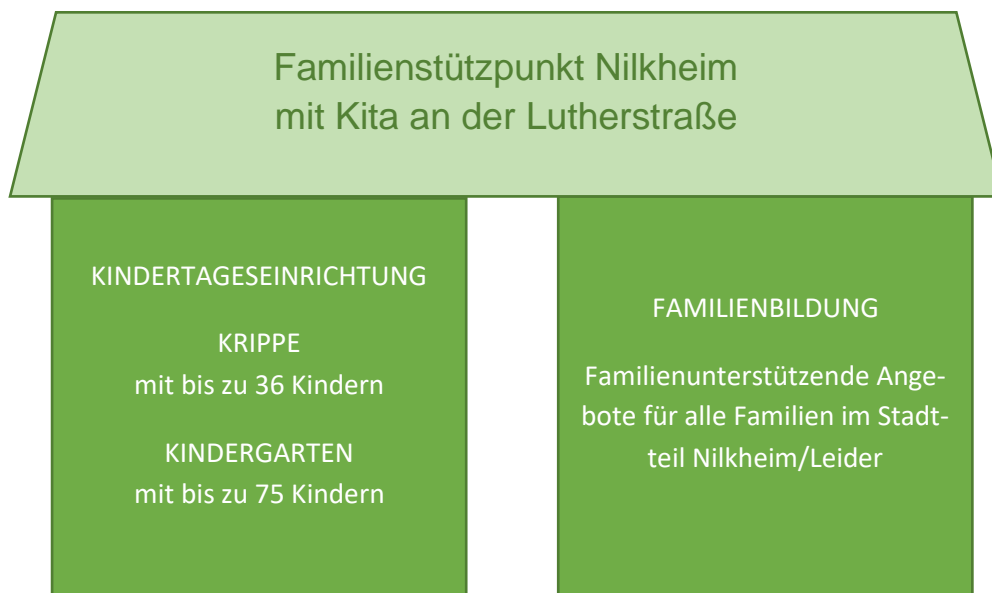 Familienstützpunkt Nilkheim
mit Kita an der Lutherstraße
KINDERTAGESEINRICHTUNG
KRIPPE
mit bis zu 36 Kindern
KINDERGARTEN
mit bis zu 75 Kindern
FAMILIENBILDUNG
Familienunterstützende Ange-
bote für alle Familien im Stadt-
teil Nilkheim/Leider